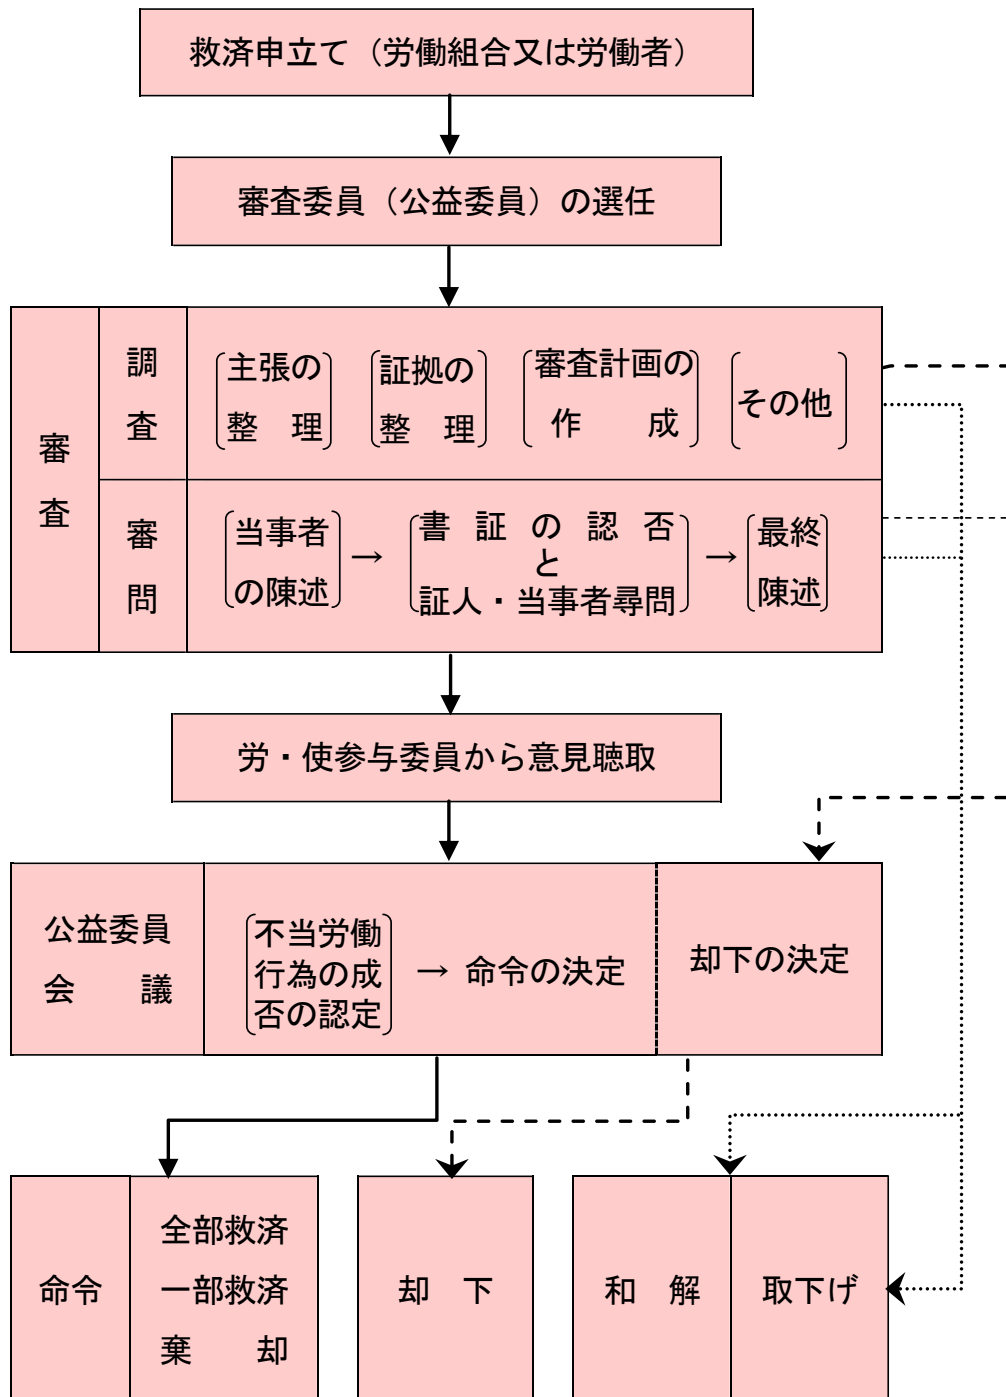 救済申立て（労働組合又は労働者）
審査委員（公益委員）の選任
審査
調査
主張の
整　理
証拠の
整　理
審査計画の
作　　成
その他
審問
当事者
の陳述
→
書証の認否
と
証人・当事者尋問
→
最終
陳述
労・使参与委員から意見聴取
公益委員
会　　議
不当労働
行為の成
否の認定
→ 命令の決定
却下の決定
命令
全部救済
一部救済
棄　　却
却　下
和　解
取下げ